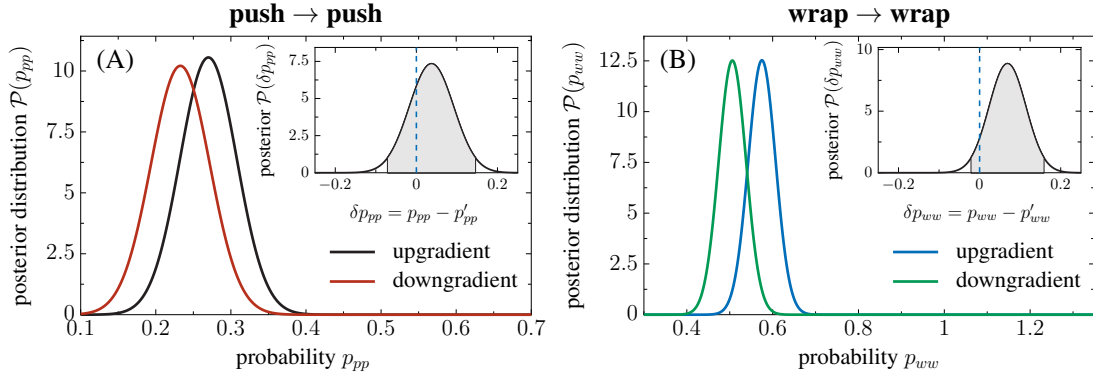 push → push
(A)
posterior distribution P(p_pp)
10
7.5
5
2.5
0
0.1
0.2
0.3
0.4
0.5
0.6
0.7
probability p_pp
posterior P(δp_pp)
7.5
5.0
2.5
0
−0.2
0
0.2
δp_pp = p_pp − p′_pp
upgradient
downgradient
wrap → wrap
(B)
posterior distribution P(p_ww)
12.5
10
7.5
5
2.5
0
0.4
0.6
0.8
1
1.2
probability p_ww
posterior P(δp_ww)
10
5
0
−0.2
0
0.2
δp_ww = p_ww − p′_ww
upgradient
downgradient